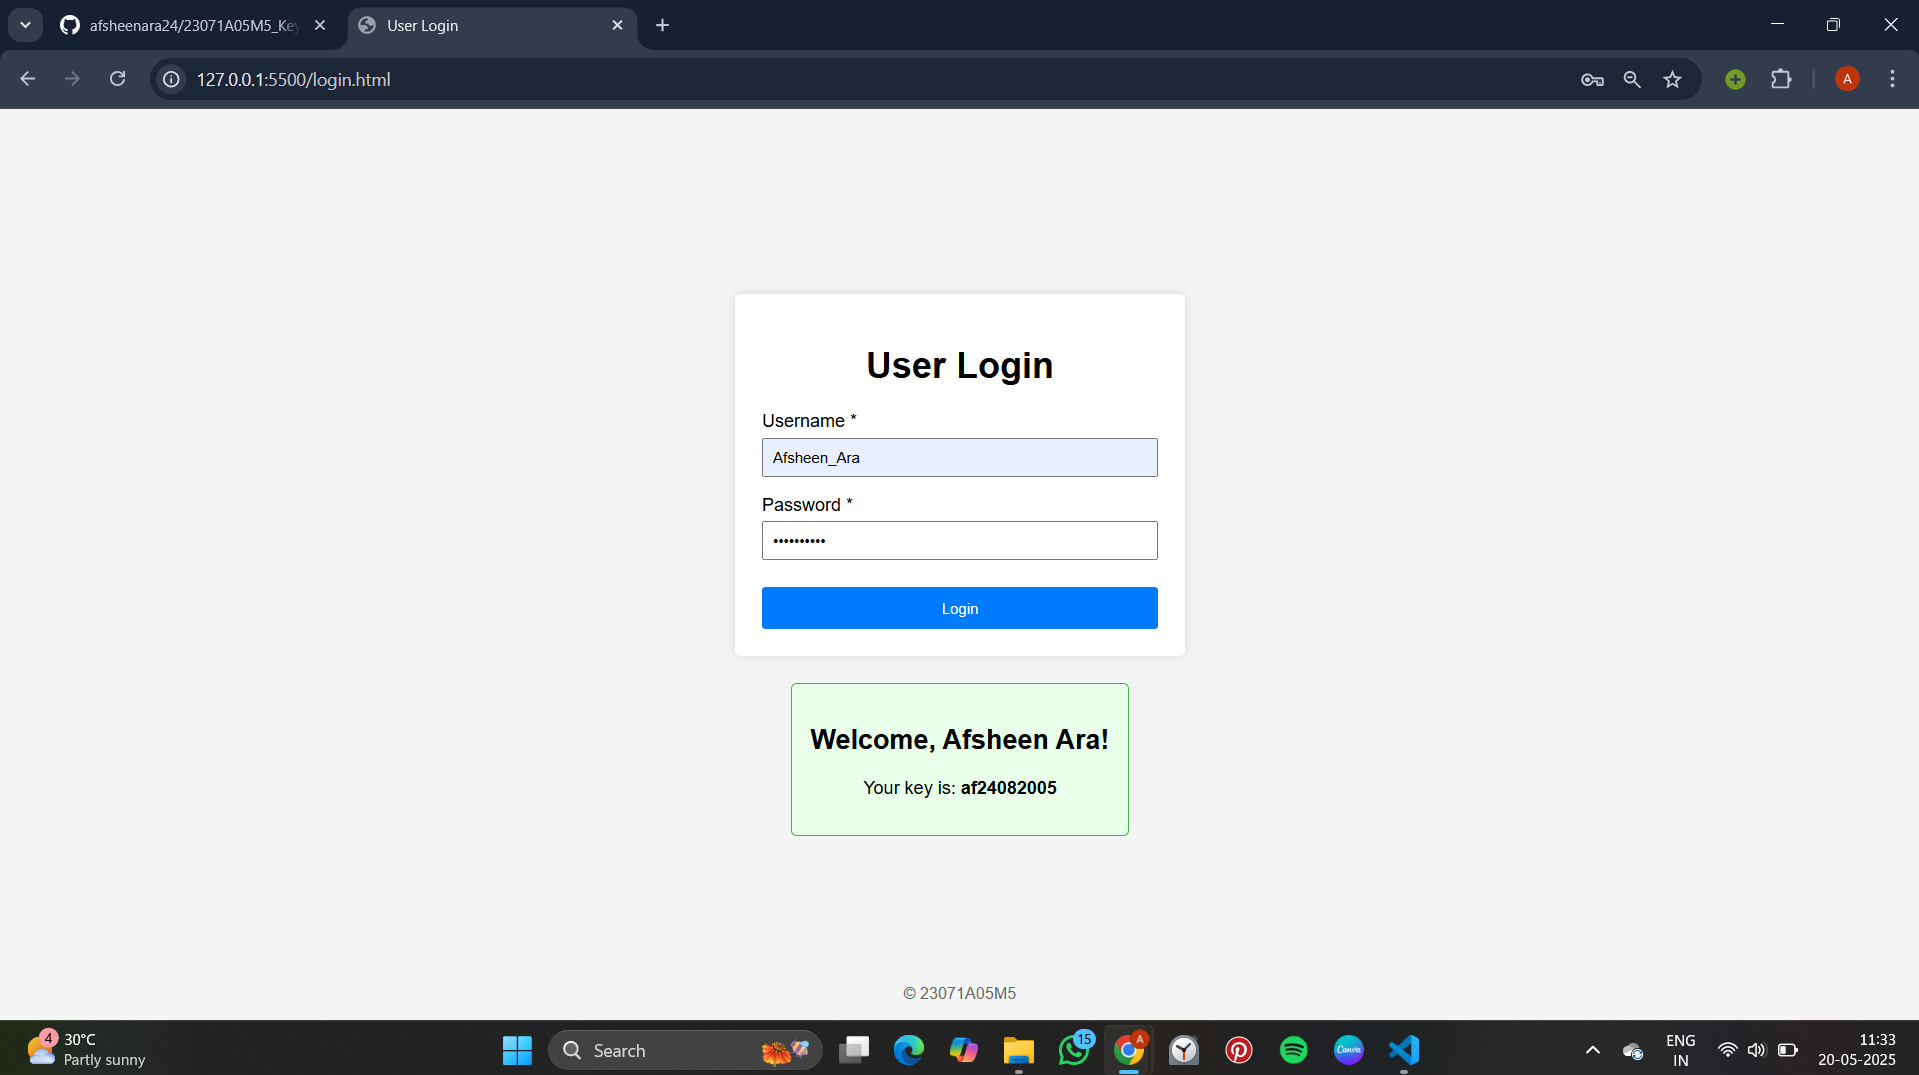 afsheenara24/23071A05M5_Key
User Login
127.0.0.1:5500/login.html
A
User Login
Username *
Afsheen_Ara
Password *
••••••••••
Login
Welcome, Afsheen Ara!
Your key is: af24082005
© 23071A05M5
4
30°C
Partly sunny
Search
15
A
Canva
ENG
IN
11:33
20-05-2025